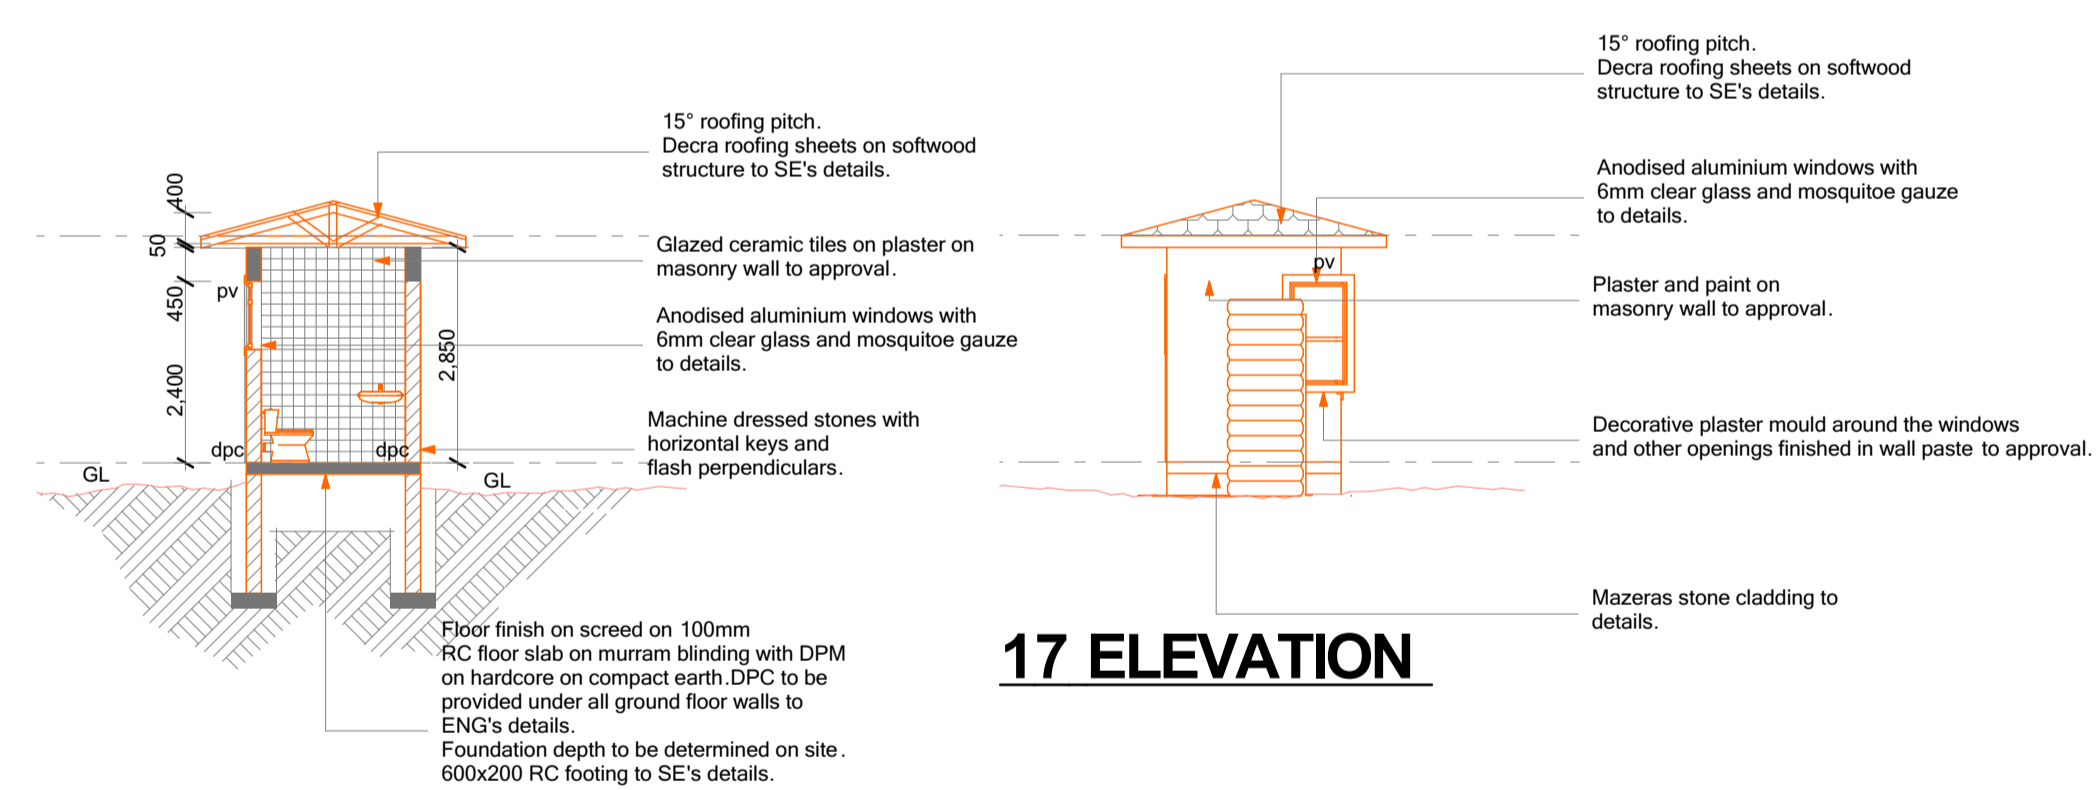 15° roofing pitch.
Decra roofing sheets on softwood
structure to SE's details.
Glazed ceramic tiles on plaster on
masonry wall to approval.
Anodised aluminium windows with
6mm clear glass and mosquitoe gauze
to details.
Machine dressed stones with
horizontal keys and
flash perpendiculars.
400
50
450
2,400
2,850
pv
dpc
dpc
GL
GL
Floor finish on screed on 100mm
RC floor slab on murram blinding with DPM
on hardcore on compact earth.DPC to be
provided under all ground floor walls to
ENG's details.
Foundation depth to be determined on site.
600x200 RC footing to SE's details.
15° roofing pitch.
Decra roofing sheets on softwood
structure to SE's details.
Anodised aluminium windows with
6mm clear glass and mosquitoe gauze
to details.
pv
Plaster and paint on
masonry wall to approval.
Decorative plaster mould around the windows
and other openings finished in wall paste to approval.
Mazeras stone cladding to
details.
17 ELEVATION